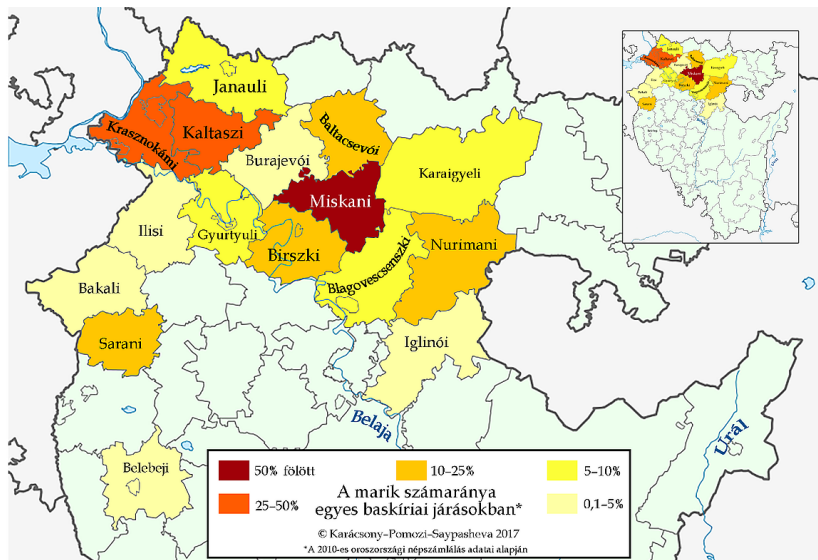 Janauli
Krasznokámi
Kaltaszi
Baltacsevói
Burajevói
Karaigyeli
Miskani
Ilisi
Gyurtyuli
Birszki
Nurimani
Blagovescsenszki
Bakali
Sarani
Iglinói
Belaja
Urál
Belebeji
50% fölött
10–25%
5–10%
25–50%
0,1–5%
A marik számaránya
egyes baskíriai járásokban*
© Karácsony–Pomozi–Saypasheva 2017
*A 2010-es oroszországi népszámlálás adatai alapján